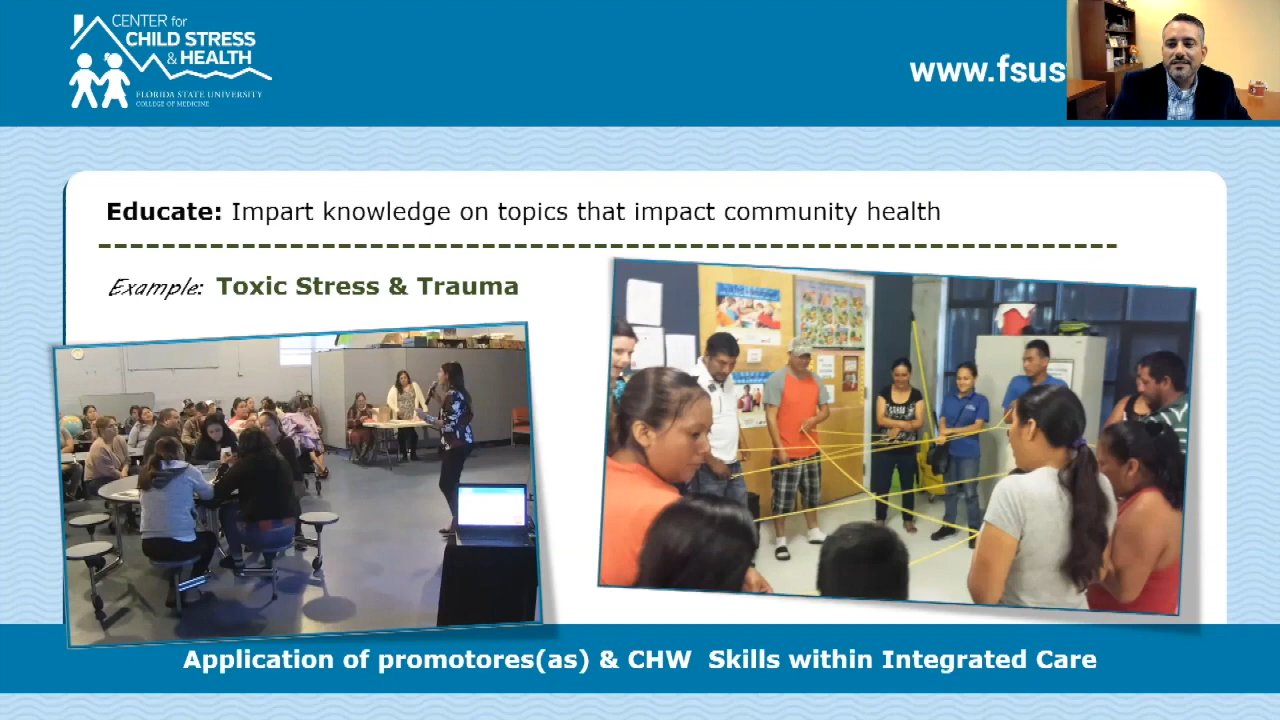 CENTER for
CHILD STRESS
& HEALTH
FLORIDA STATE UNIVERSITY
COLLEGE OF MEDICINE
www.fsus
Educate: Impart knowledge on topics that impact community health
Example: Toxic Stress & Trauma
Application of promotores(as) & CHW Skills within Integrated Care